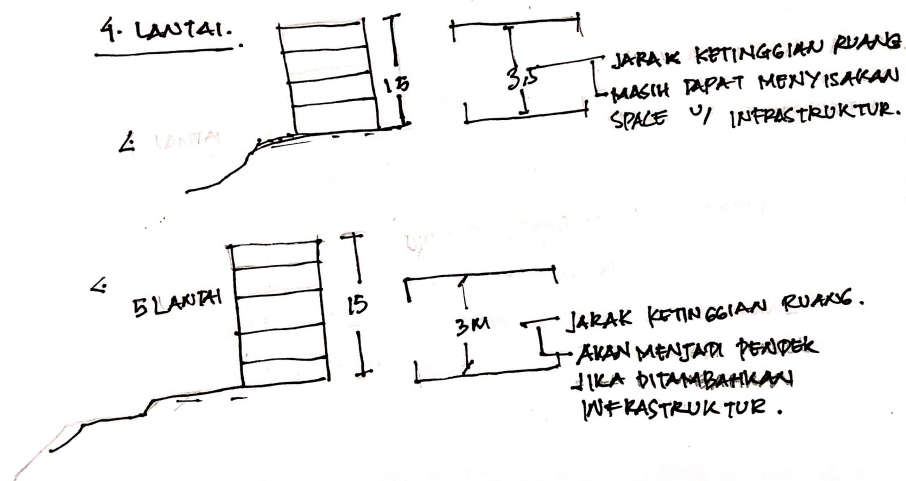 4. LANTAI.
15
3,5
JARAK KETINGGIAN RUANG
MASIH DAPAT MENYISAKAN
SPACE U/ INFRASTRUKTUR.
LANTAI
5 LANTAI
15
3M
JARAK KETINGGIAN RUANG.
AKAN MENJADI PENDEK
JIKA DITAMBAHKAN
INFRASTRUKTUR.